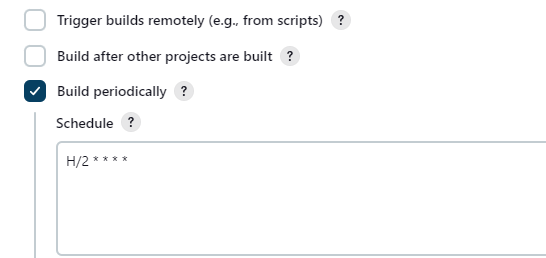 Trigger builds remotely (e.g., from scripts) ?
Build after other projects are built ?
Build periodically ?
Schedule ?
H/2 * * * *